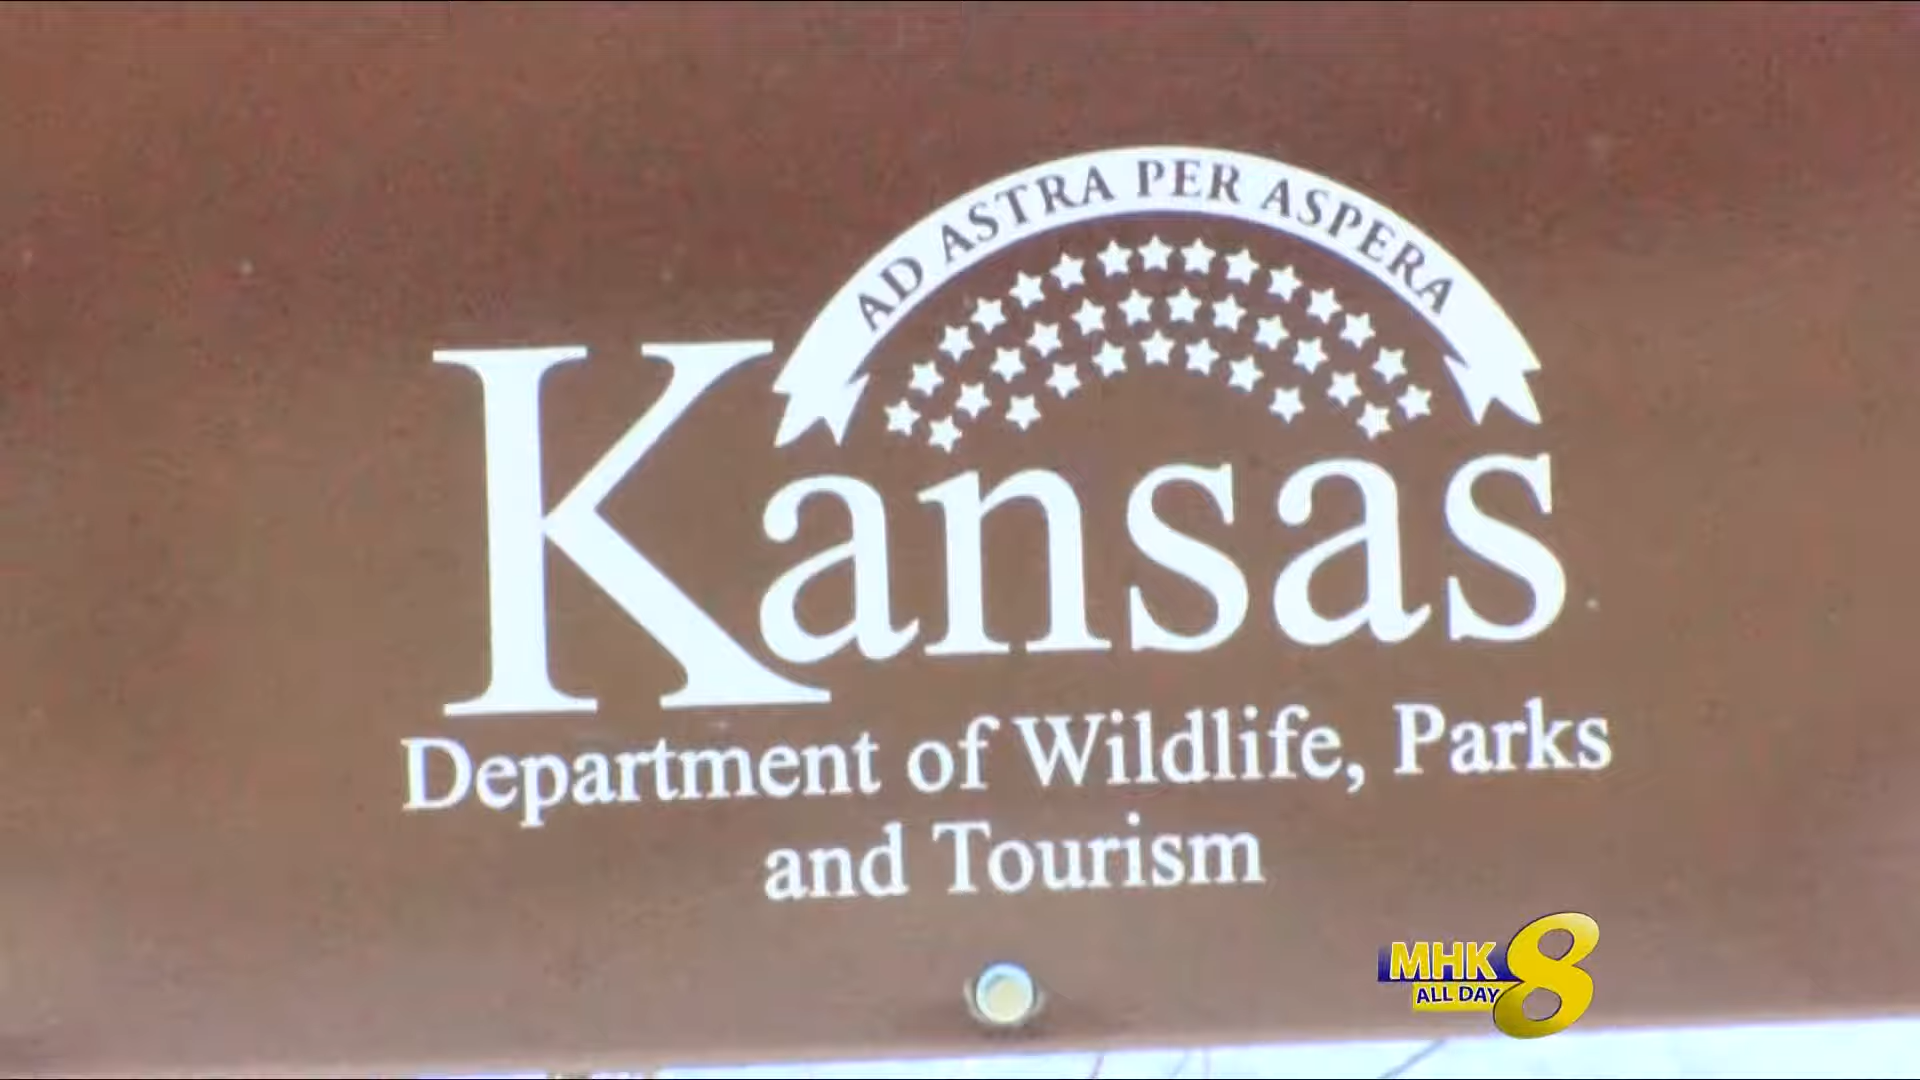 AD ASTRA PER ASPERA
Kansas
Department of Wildlife, Parks
and Tourism
MHK 8
ALL DAY